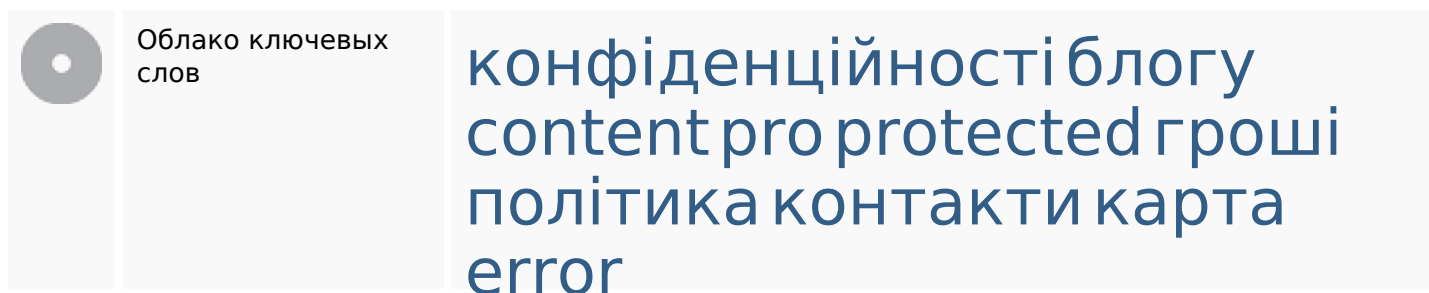 Облако ключевых
слов
конфіденційності блогу
content pro protected гроші
політика контакти карта
error